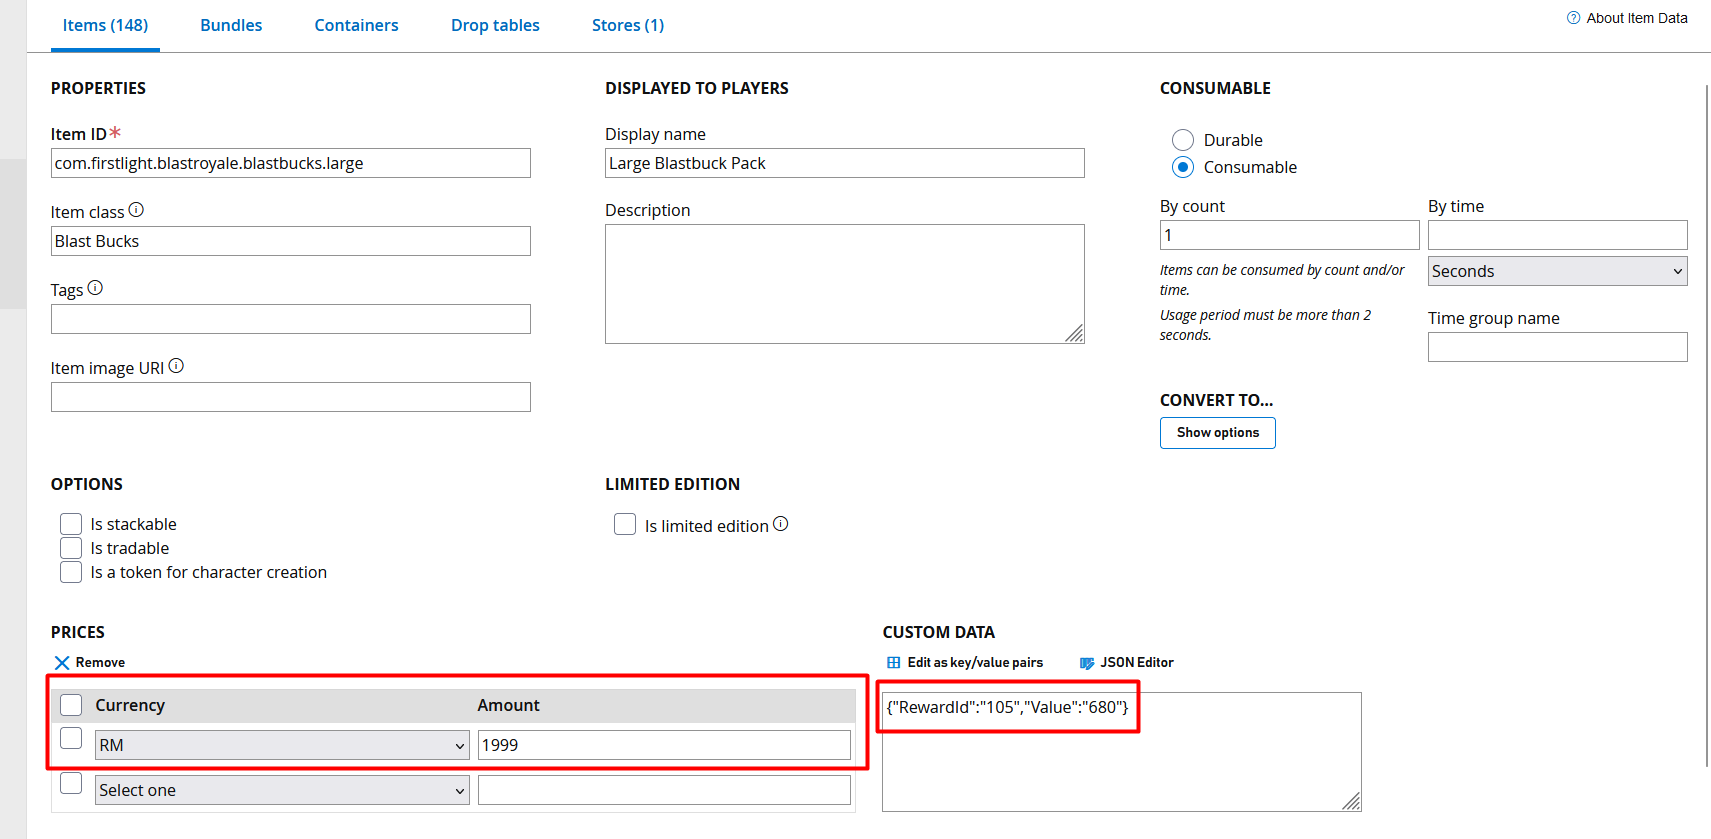 Items (148) Bundles Containers Drop tables Stores (1) About Item Data
PROPERTIES
Item ID*
com.firstlight.blastroyale.blastbucks.large
Item class
Blast Bucks
Tags
Item image URI
DISPLAYED TO PLAYERS
Display name
Large Blastbuck Pack
Description
CONSUMABLE
Durable
Consumable
By count By time
1
Seconds
Items can be consumed by count and/or
time.
Usage period must be more than 2
seconds.
Time group name
CONVERT TO...
Show options
OPTIONS
Is stackable
Is tradable
Is a token for character creation
LIMITED EDITION
Is limited edition
PRICES
Remove
Currency Amount
RM 1999
Select one
CUSTOM DATA
Edit as key/value pairs JSON Editor
{"RewardId":"105","Value":"680"}